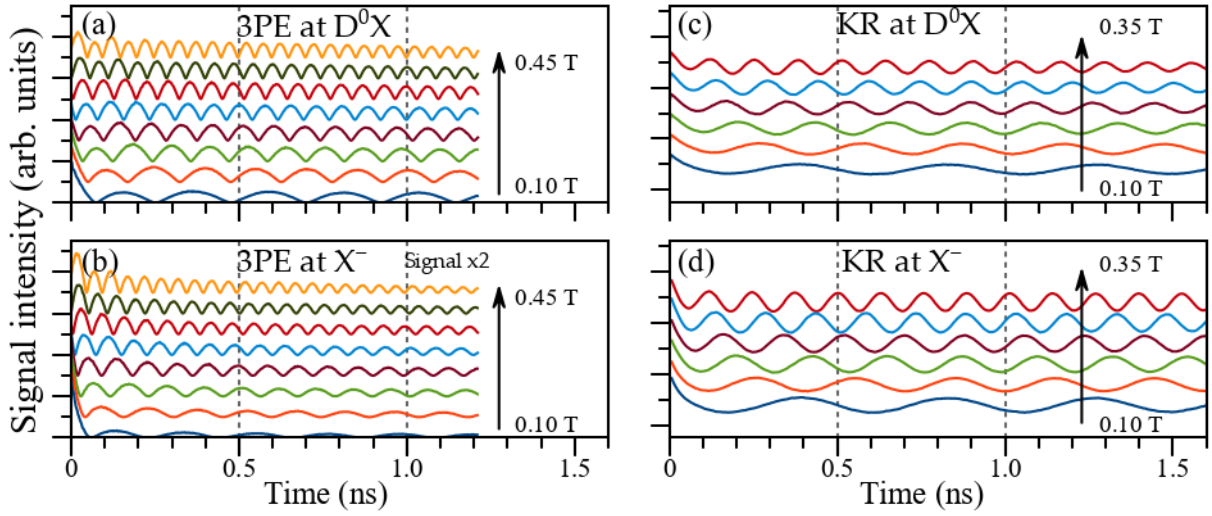 Signal intensity (arb. units)
(a) 3PE at D⁰X
0.45 T
0.10 T
(c) KR at D⁰X
0.35 T
0.10 T
(b) 3PE at X⁻ Signal x2
0.45 T
0.10 T
0 0.5 1.0 1.5
Time (ns)
(d) KR at X⁻
0.35 T
0.10 T
0 0.5 1.0 1.5
Time (ns)